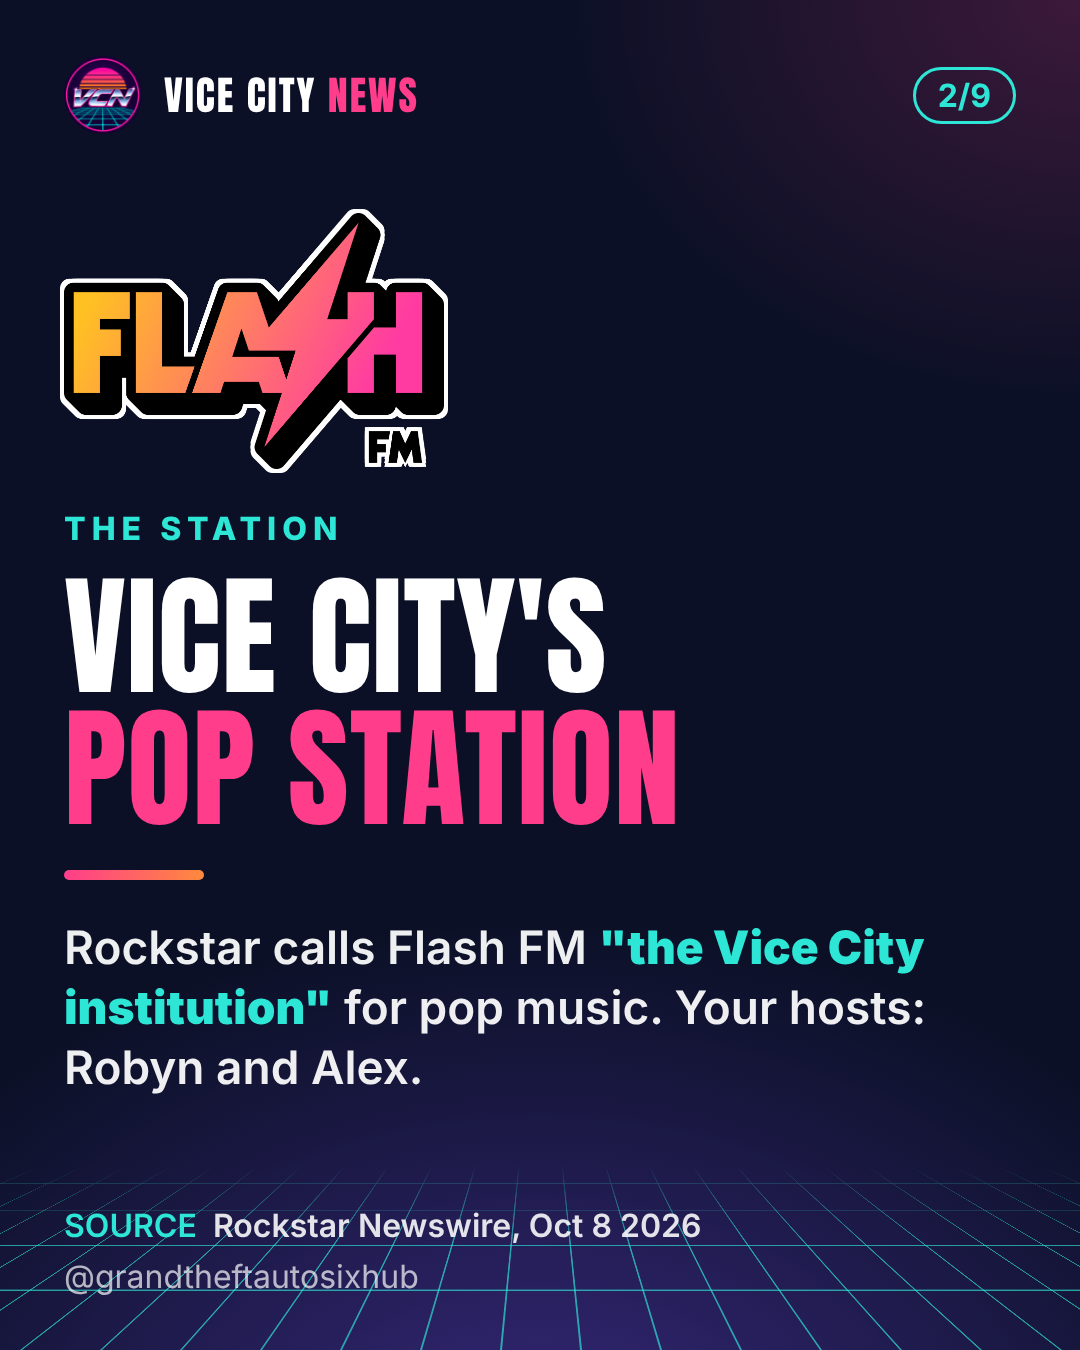 VCN
VICE CITY NEWS
2/9
FLASH
FM
THE STATION
VICE CITY'S
POP STATION
Rockstar calls Flash FM "the Vice City
institution" for pop music. Your hosts:
Robyn and Alex.
SOURCE Rockstar Newswire, Oct 8 2026
@grandtheftautosixhub